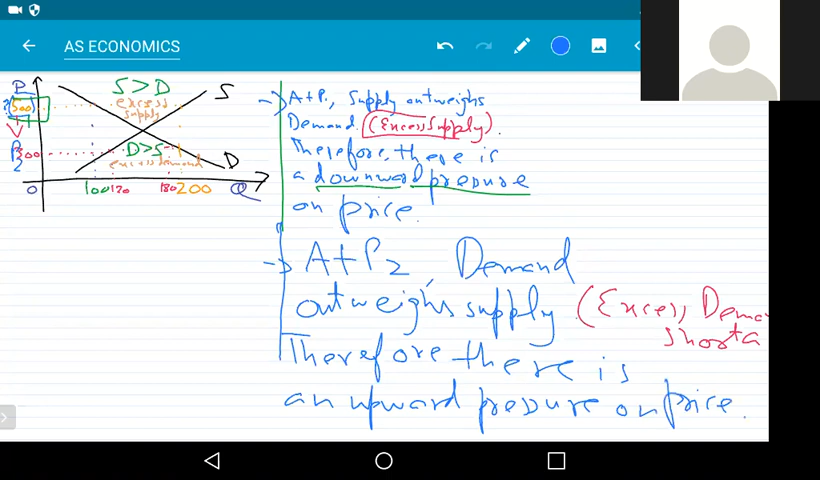 AS ECONOMICS
P
S > D
S
excess
supply
500
D > S
excess demand
D
P2
300
0
100
120
180
200
Q
→ At P1, Supply outweighs
Demand (Excess Supply).
Therefore, there is
a downward pressure
on price.
→ At P2, Demand
outweighs supply
(Excess Dema
shorta
Therefore there is
an upward pressure on price.